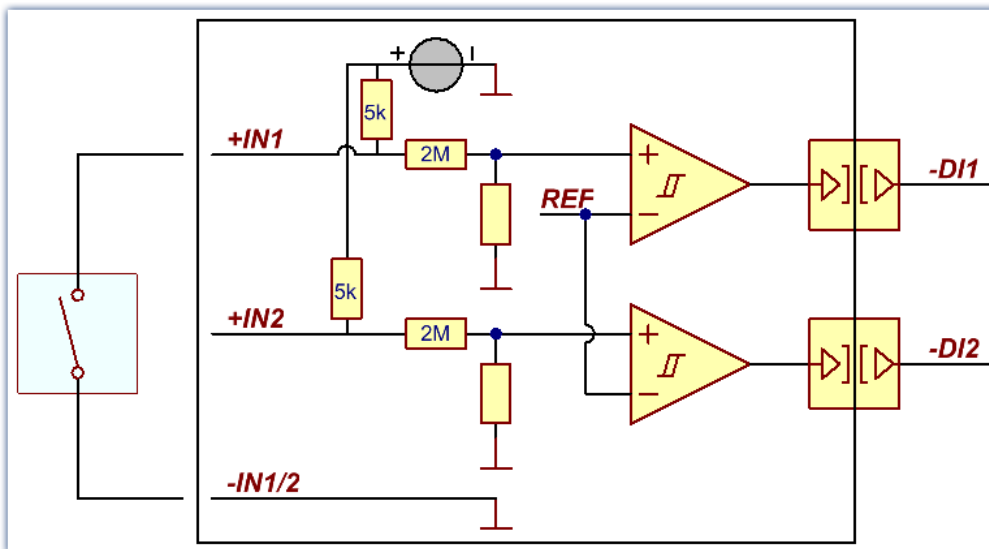 + -
5k
+IN1
2M
+
REF
-
-DI1
5k
+IN2
2M
+
-
-DI2
-IN1/2